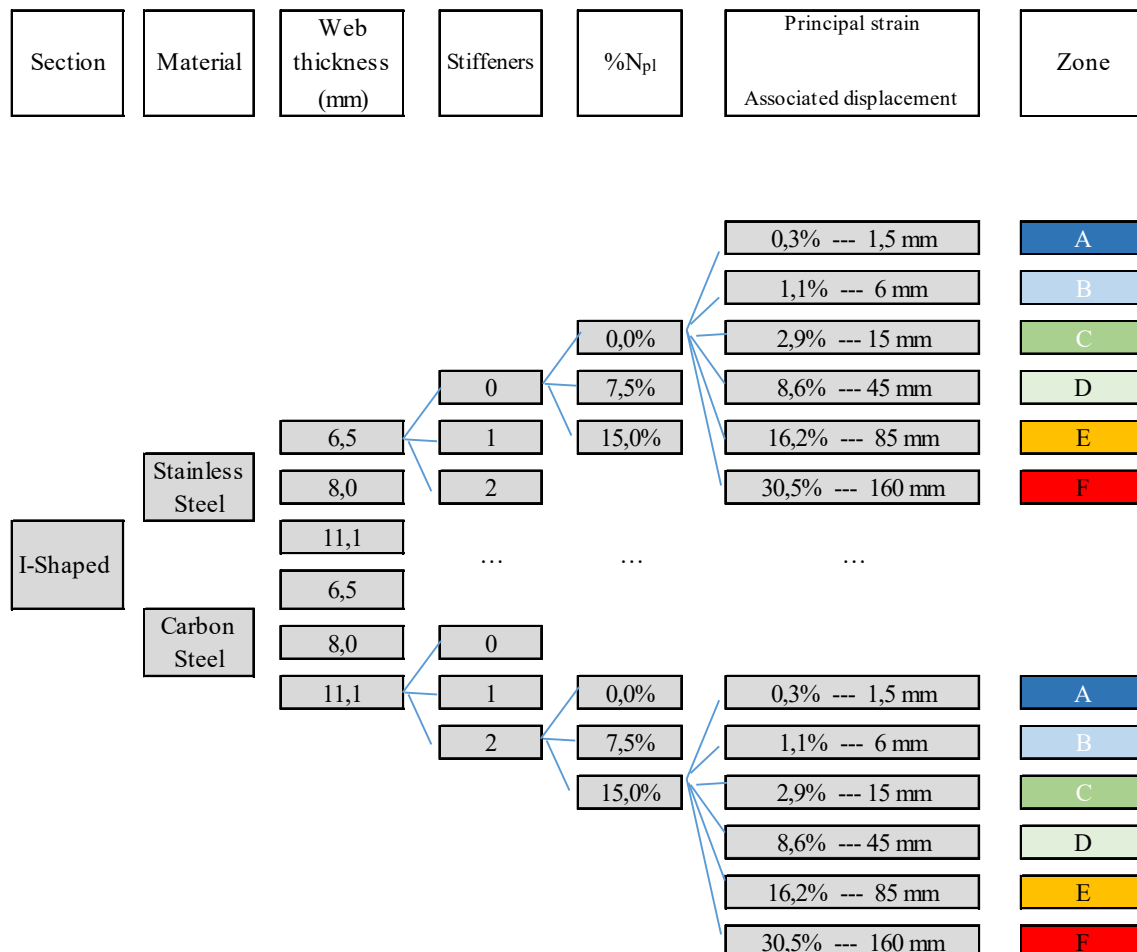 Section
Material
Web
thickness
(mm)
Stiffeners
%Npl
Principal strain
Associated displacement
Zone
0,3% --- 1,5 mm
A
1,1% --- 6 mm
B
0,0%
2,9% --- 15 mm
C
0
7,5%
8,6% --- 45 mm
D
6,5
1
15,0%
16,2% --- 85 mm
E
Stainless
Steel
8,0
2
30,5% --- 160 mm
F
I-Shaped
11,1
…
…
…
6,5
Carbon
Steel
8,0
0
11,1
1
0,0%
0,3% --- 1,5 mm
A
2
7,5%
1,1% --- 6 mm
B
15,0%
2,9% --- 15 mm
C
8,6% --- 45 mm
D
16,2% --- 85 mm
E
30,5% --- 160 mm
F